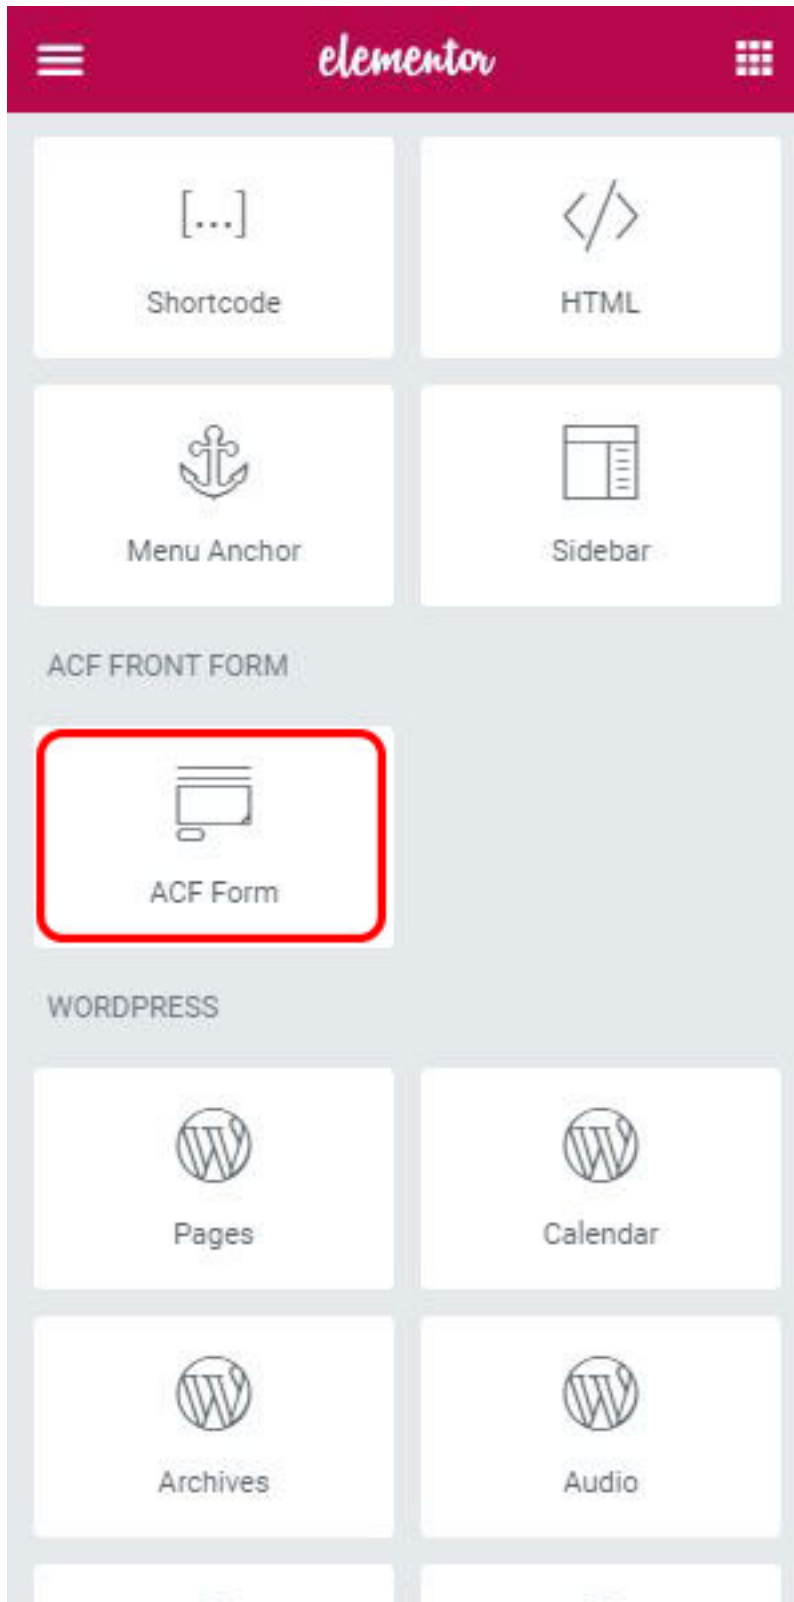 elementor
[...]
</>
Shortcode
HTML
Menu Anchor
Sidebar
ACF FRONT FORM
ACF Form
WORDPRESS
Pages
Calendar
Archives
Audio